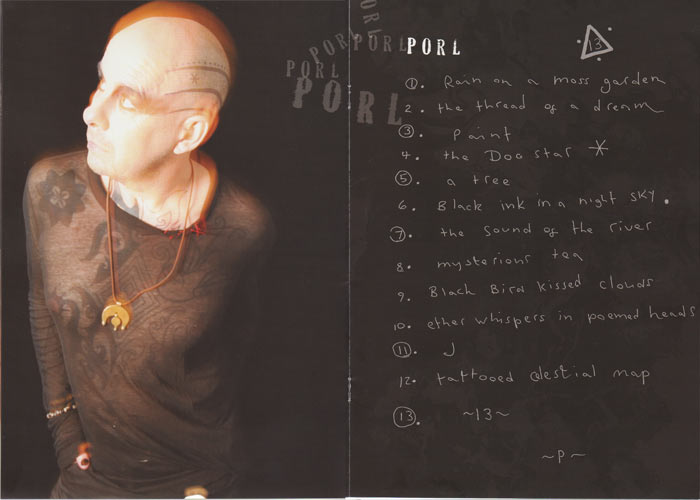 PORL
PORL
PORL
PORL
PORL
PORL
13
1. Rain on a moss garden
2. the thread of a dream
3. Paint
4. the Dog star
5. a tree
6. Black ink in a night sky.
7. the sound of the river
8. mysterious tea
9. Black Bird kissed clouds
10. ether whispers in poemed heads
11. J
12. tattooed celestial map
13. ~13~
~P~